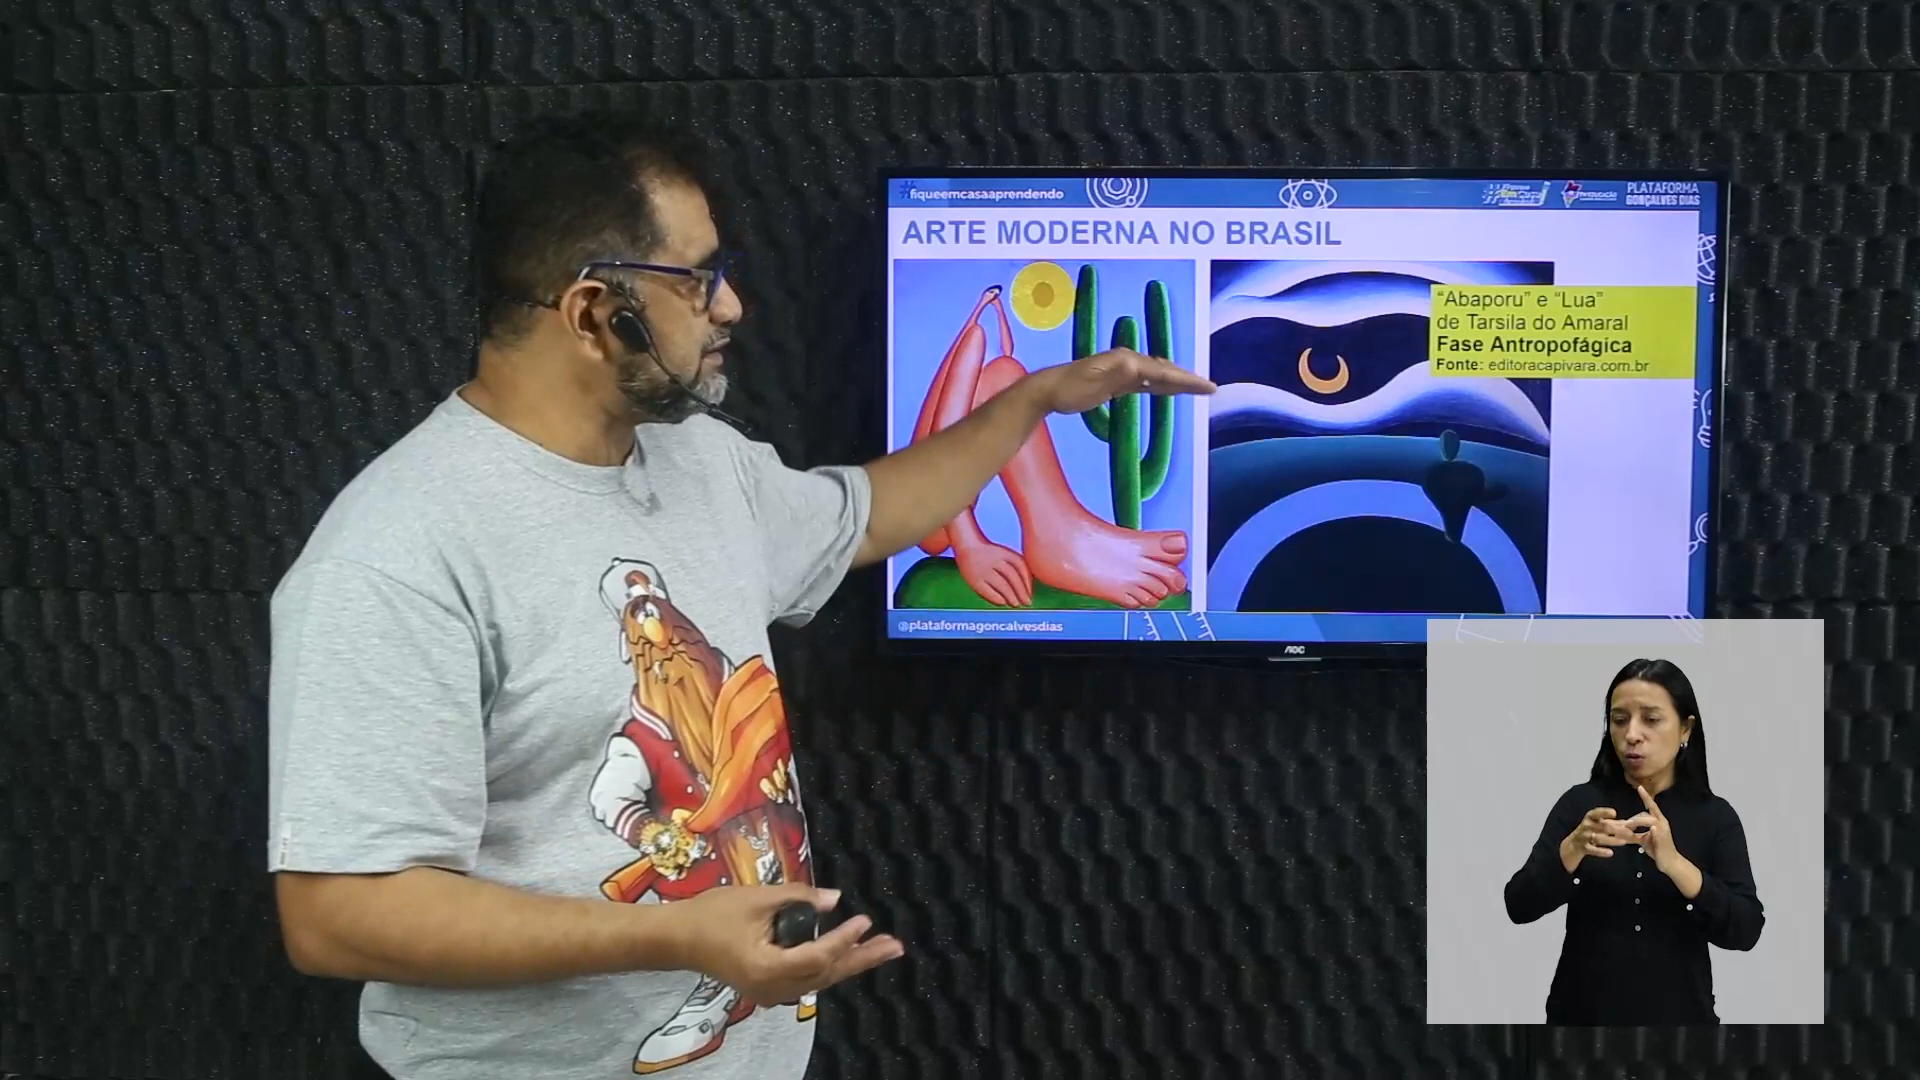 #fiqueemcasaaprendendo
PLATAFORMA
GONÇALVES DIAS
ARTE MODERNA NO BRASIL
“Abaporu” e “Lua”
de Tarsila do Amaral
Fase Antropofágica
Fonte: editoracapivara.com.br
@plataformagoncalvesdias
AOC